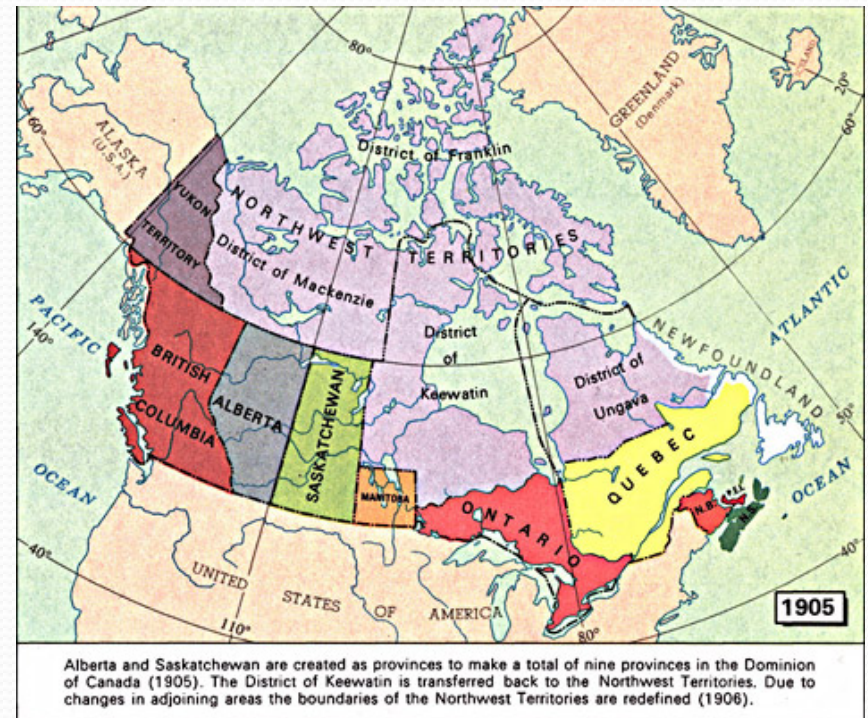 80°
20°
60°
60°
ICELAND
GREENLAND
(Denmark)
ALASKA
(U.S.A.)
District of Franklin
YUKON
TERRITORY
NORTHWEST TERRITORIES
District of Mackenzie
ATLANTIC
PACIFIC
140°
District
of
Keewatin
NEWFOUNDLAND
District of
Ungava
BRITISH
COLUMBIA
ALBERTA
SASKATCHEWAN
50°
QUEBEC
OCEAN
OCEAN
MANITOBA
P.E.I.
N.B.
N.S.
ONTARIO
40°
40°
UNITED
STATES OF AMERICA
110°
80°
1905
Alberta and Saskatchewan are created as provinces to make a total of nine provinces in the Dominion
of Canada (1905). The District of Keewatin is transferred back to the Northwest Territories. Due to
changes in adjoining areas the boundaries of the Northwest Territories are redefined (1906).